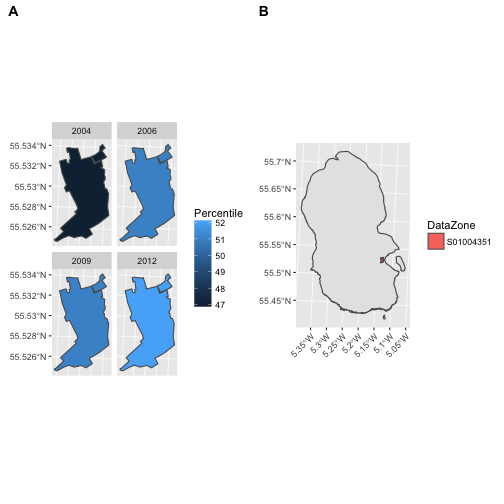 A
B
2004
2006
55.534°N
55.532°N
55.53°N
55.528°N
55.526°N
2009
2012
55.534°N
55.532°N
55.53°N
55.528°N
55.526°N
Percentile
52
51
50
49
48
47
55.7°N
55.65°N
55.6°N
55.55°N
55.5°N
55.45°N
5.35°W
5.3°W
5.25°W
5.2°W
5.15°W
5.1°W
5.05°W
DataZone
S01004351